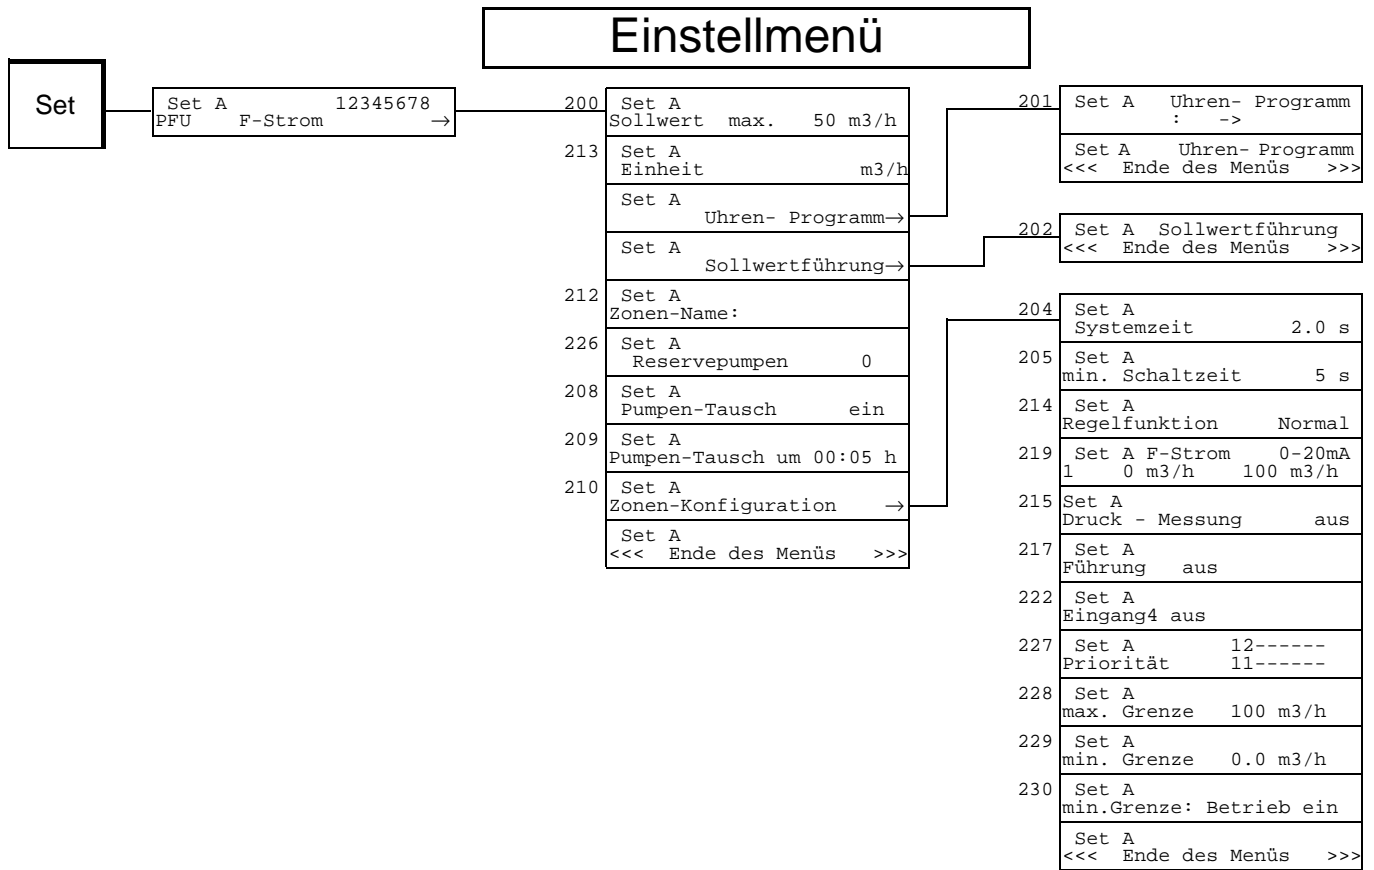 Einstellmenü
Set
Set A 12345678
PFU F-Strom →
200 Set A
Sollwert max. 50 m3/h
213 Set A
Einheit m3/h
Set A
Uhren- Programm→
Set A
Sollwertführung→
212 Set A
Zonen-Name:
226 Set A
Reservepumpen 0
208 Set A
Pumpen-Tausch ein
209 Set A
Pumpen-Tausch um 00:05 h
210 Set A
Zonen-Konfiguration →
Set A
<<< Ende des Menüs >>>
201 Set A Uhren- Programm
: ->
Set A Uhren- Programm
<<< Ende des Menüs >>>
202 Set A Sollwertführung
<<< Ende des Menüs >>>
204 Set A
Systemzeit 2.0 s
205 Set A
min. Schaltzeit 5 s
214 Set A
Regelfunktion Normal
219 Set A F-Strom 0-20mA
1 0 m3/h 100 m3/h
215 Set A
Druck - Messung aus
217 Set A
Führung aus
222 Set A
Eingang4 aus
227 Set A 12------
Priorität 11------
228 Set A
max. Grenze 100 m3/h
229 Set A
min. Grenze 0.0 m3/h
230 Set A
min.Grenze: Betrieb ein
Set A
<<< Ende des Menüs >>>